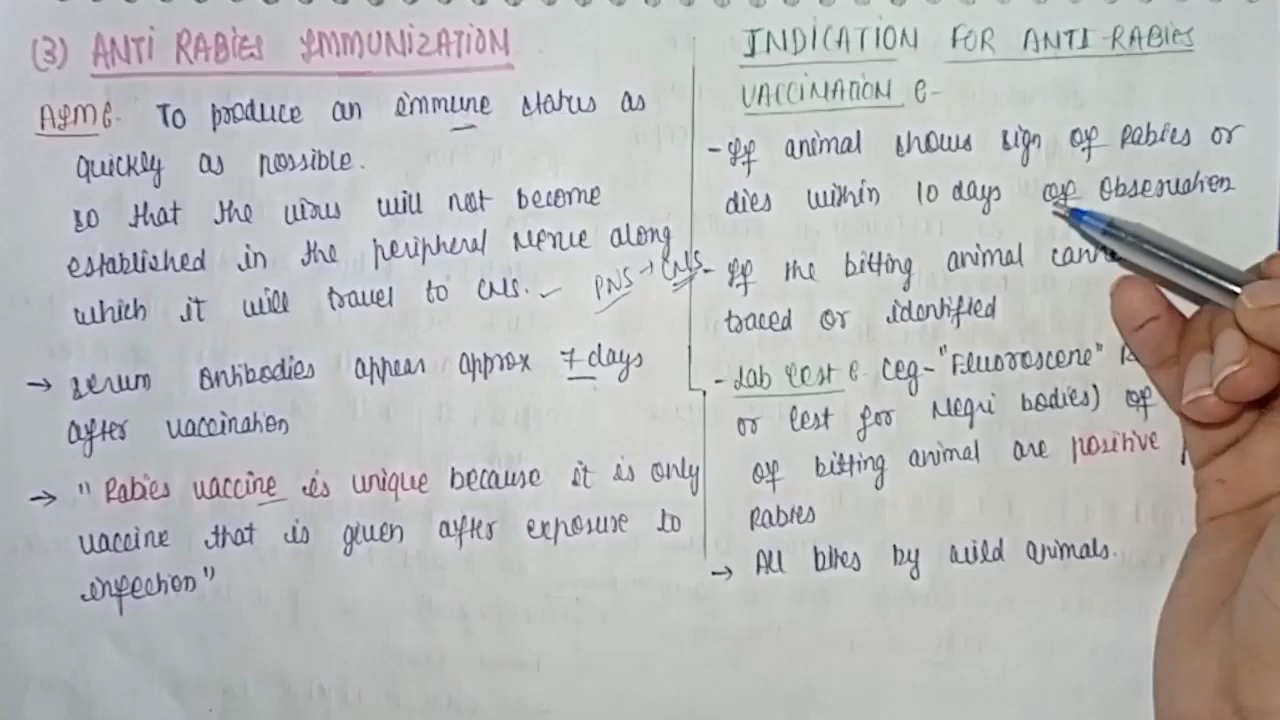 (3) ANTI RABIES IMMUNIZATION
AIM:- To produce an immune status as
quickly as possible.
so that the virus will not become
established in the peripheral nerve along
which it will travel to CNS. PNS → CNS
→ serum Antibodies appear approx 7 days
after vaccination
→ "Rabies vaccine is unique because it is only
vaccine that is given after exposure to
infection"
INDICATION FOR ANTI-RABIES
VACCINATION :-
- If animal shows sign of Rabies or
dies within 10 days of observation
- If the bitting animal
traced or identified
- Lab test :- (eg- "Fluorescene"
or test for Negri bodies) of
of bitting animal are positive
Rabies
→ All bites by wild animals.